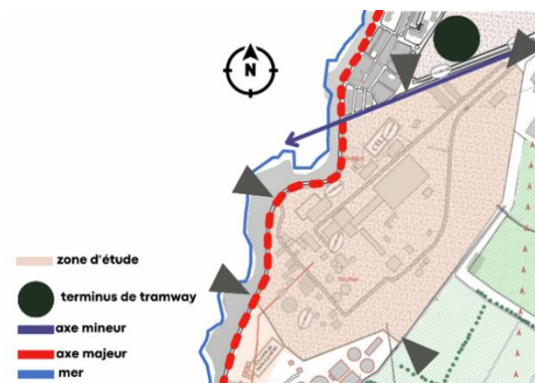 N
zone d'étude
terminus de tramway
axe mineur
axe majeur
mer